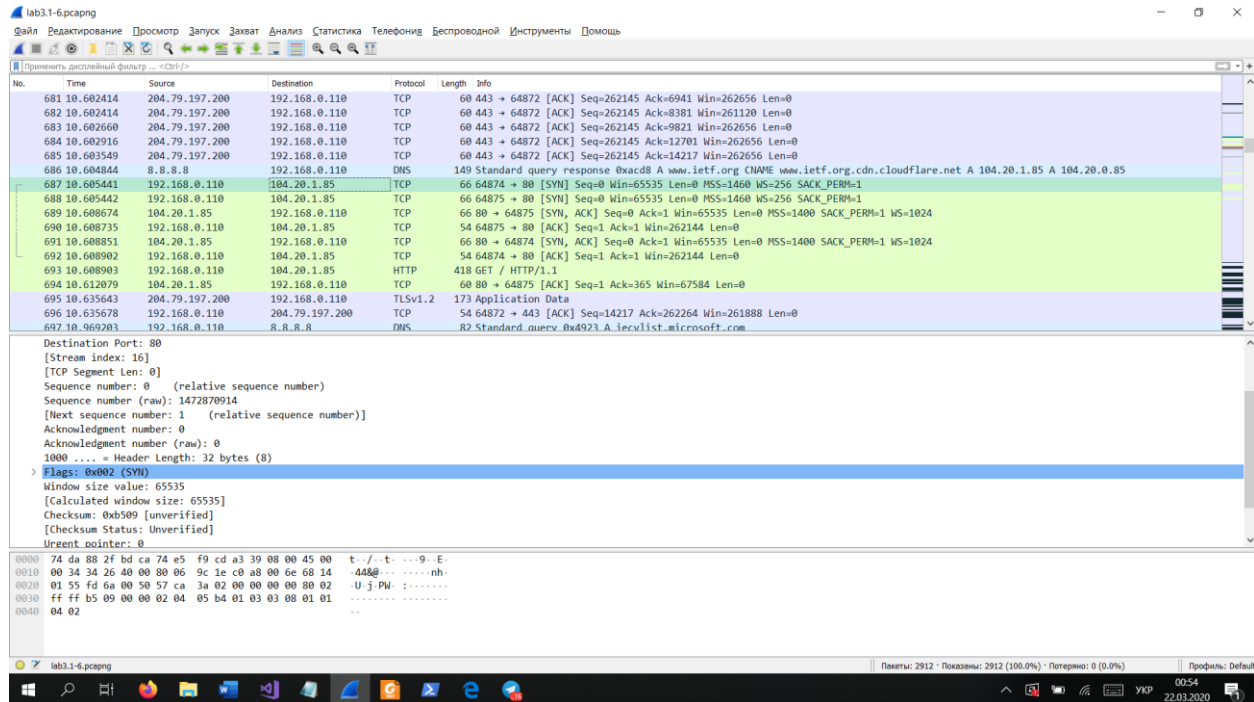 lab3.1-6.pcapng
Файл Редактирование Просмотр Запуск Захват Анализ Статистика Телефония Беспроводной Инструменты Помощь
Применить дисплейный фильтр ... <Ctrl-/>
No. Time Source Destination Protocol Length Info
681 10.602414 204.79.197.200 192.168.0.110 TCP 60 443 → 64872 [ACK] Seq=262145 Ack=6941 Win=262656 Len=0
682 10.602414 204.79.197.200 192.168.0.110 TCP 60 443 → 64872 [ACK] Seq=262145 Ack=8381 Win=261120 Len=0
683 10.602660 204.79.197.200 192.168.0.110 TCP 60 443 → 64872 [ACK] Seq=262145 Ack=9821 Win=262656 Len=0
684 10.602916 204.79.197.200 192.168.0.110 TCP 60 443 → 64872 [ACK] Seq=262145 Ack=12701 Win=262656 Len=0
685 10.603549 204.79.197.200 192.168.0.110 TCP 60 443 → 64872 [ACK] Seq=262145 Ack=14217 Win=262656 Len=0
686 10.604844 8.8.8.8 192.168.0.110 DNS 149 Standard query response 0xacd8 A www.ietf.org CNAME www.ietf.org.cdn.cloudflare.net A 104.20.1.85 A 104.20.0.85
687 10.605441 192.168.0.110 104.20.1.85 TCP 66 64874 → 80 [SYN] Seq=0 Win=65535 Len=0 MSS=1460 WS=256 SACK_PERM=1
688 10.605442 192.168.0.110 104.20.1.85 TCP 66 64875 → 80 [SYN] Seq=0 Win=65535 Len=0 MSS=1460 WS=256 SACK_PERM=1
689 10.608674 104.20.1.85 192.168.0.110 TCP 66 80 → 64875 [SYN, ACK] Seq=0 Ack=1 Win=65535 Len=0 MSS=1400 SACK_PERM=1 WS=1024
690 10.608735 192.168.0.110 104.20.1.85 TCP 54 64875 → 80 [ACK] Seq=1 Ack=1 Win=262144 Len=0
691 10.608851 104.20.1.85 192.168.0.110 TCP 66 80 → 64874 [SYN, ACK] Seq=0 Ack=1 Win=65535 Len=0 MSS=1400 SACK_PERM=1 WS=1024
692 10.608902 192.168.0.110 104.20.1.85 TCP 54 64874 → 80 [ACK] Seq=1 Ack=1 Win=262144 Len=0
693 10.608903 192.168.0.110 104.20.1.85 HTTP 418 GET / HTTP/1.1
694 10.612079 104.20.1.85 192.168.0.110 TCP 60 80 → 64875 [ACK] Seq=1 Ack=365 Win=67584 Len=0
695 10.635643 204.79.197.200 192.168.0.110 TLSv1.2 173 Application Data
696 10.635678 192.168.0.110 204.79.197.200 TCP 54 64872 → 443 [ACK] Seq=14217 Ack=262264 Win=261888 Len=0
697 10.969203 192.168.0.110 8.8.8.8 DNS 82 Standard query 0x4923 A iecvlist.microsoft.com
Destination Port: 80
[Stream index: 16]
[TCP Segment Len: 0]
Sequence number: 0 (relative sequence number)
Sequence number (raw): 1472870914
[Next sequence number: 1 (relative sequence number)]
Acknowledgment number: 0
Acknowledgment number (raw): 0
1000 .... = Header Length: 32 bytes (8)
Flags: 0x002 (SYN)
Window size value: 65535
[Calculated window size: 65535]
Checksum: 0xb509 [unverified]
[Checksum Status: Unverified]
Urgent pointer: 0
0000 74 da 88 2f bd ca 74 e5 f9 cd a3 39 08 00 45 00 t··/··t· ···9··E·
0010 00 34 34 26 40 00 80 06 9c 1e c0 a8 00 6e 68 14 ·44&@··· ·····nh·
0020 01 55 fd 6a 00 50 57 ca 3a 02 00 00 00 00 80 02 ·U·j·PW· :·······
0030 ff ff b5 09 00 00 02 04 05 b4 01 03 03 08 01 01 ········ ········
0040 04 02 ··
lab3.1-6.pcapng
Пакеты: 2912 · Показаны: 2912 (100.0%) · Потеряно: 0 (0.0%)
Профиль: Default
УКР
00:54
22.03.2020